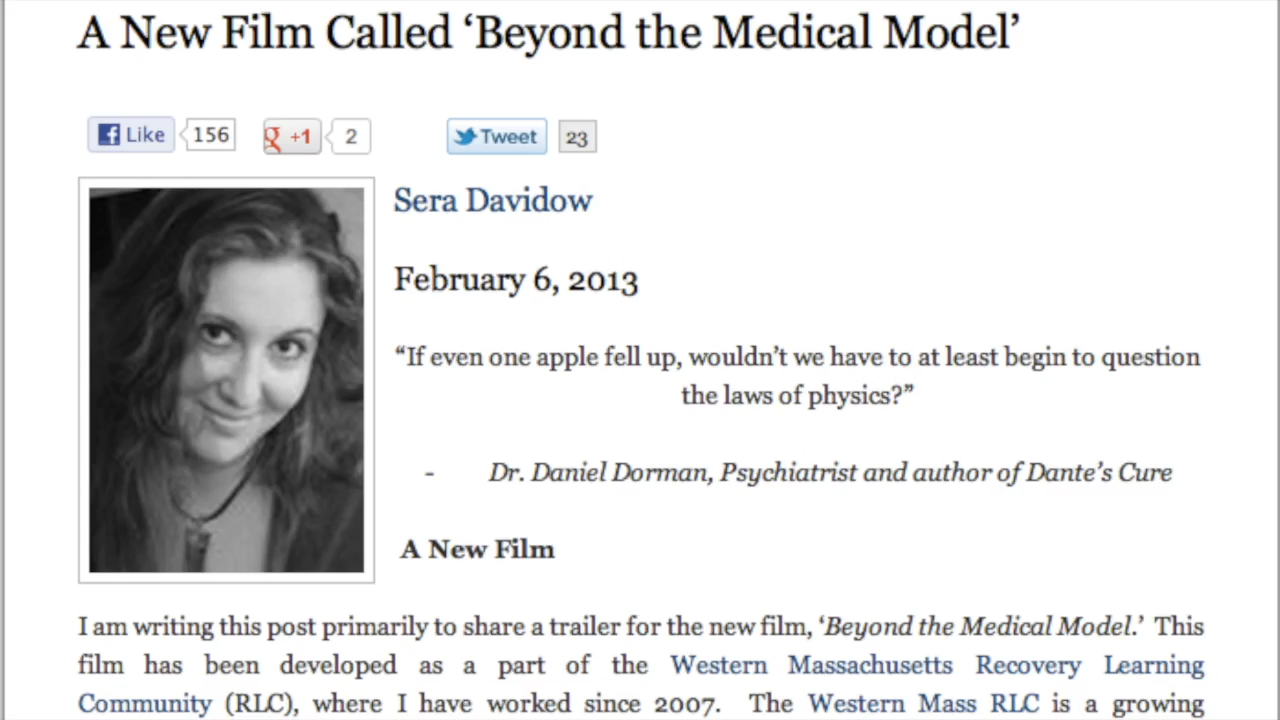 A New Film Called ‘Beyond the Medical Model’
Like 156 +1 2 Tweet 23
Sera Davidow
February 6, 2013
“If even one apple fell up, wouldn’t we have to at least begin to question
the laws of physics?”
- Dr. Daniel Dorman, Psychiatrist and author of Dante’s Cure
A New Film
I am writing this post primarily to share a trailer for the new film, ‘Beyond the Medical Model.’ This
film has been developed as a part of the Western Massachusetts Recovery Learning
Community (RLC), where I have worked since 2007. The Western Mass RLC is a growing